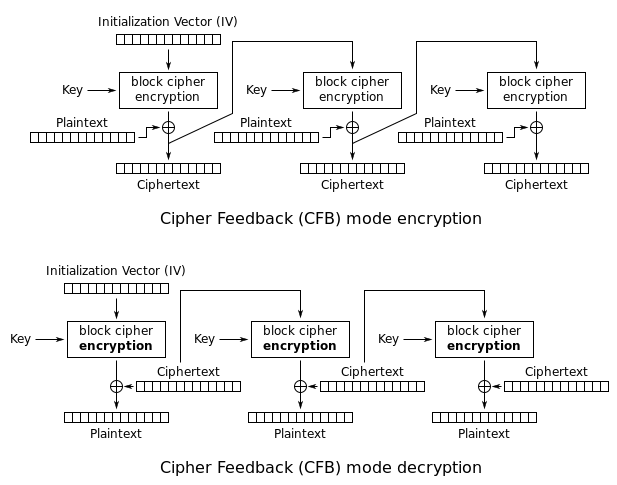 Initialization Vector (IV)
Key
block cipher
encryption
Key
block cipher
encryption
Key
block cipher
encryption
Plaintext
Plaintext
Plaintext
Ciphertext
Ciphertext
Ciphertext
Cipher Feedback (CFB) mode encryption
Initialization Vector (IV)
Key
block cipher
encryption
Key
block cipher
encryption
Key
block cipher
encryption
Ciphertext
Ciphertext
Ciphertext
Plaintext
Plaintext
Plaintext
Cipher Feedback (CFB) mode decryption